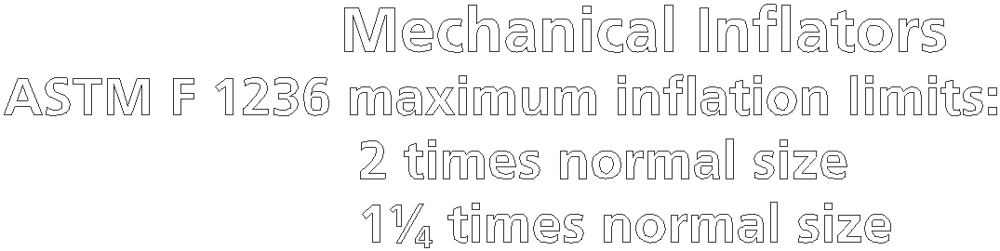 Mechanical Inflators
ASTM F 1236 maximum inflation limits:
2 times normal size
1¼ times normal size